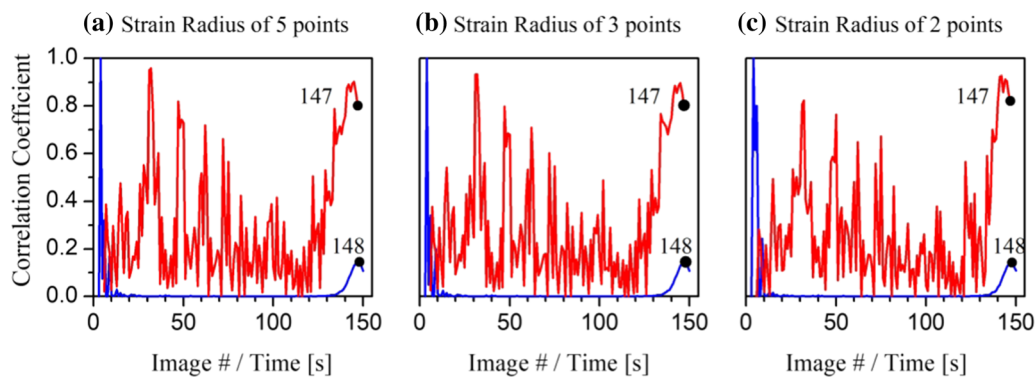 (a) Strain Radius of 5 points
(b) Strain Radius of 3 points
(c) Strain Radius of 2 points
Correlation Coefficient
1.0
0.8
0.6
0.4
0.2
0.0
147
148
147
148
147
148
0 50 100 150
0 50 100 150
0 50 100 150
Image # / Time [s]
Image # / Time [s]
Image # / Time [s]